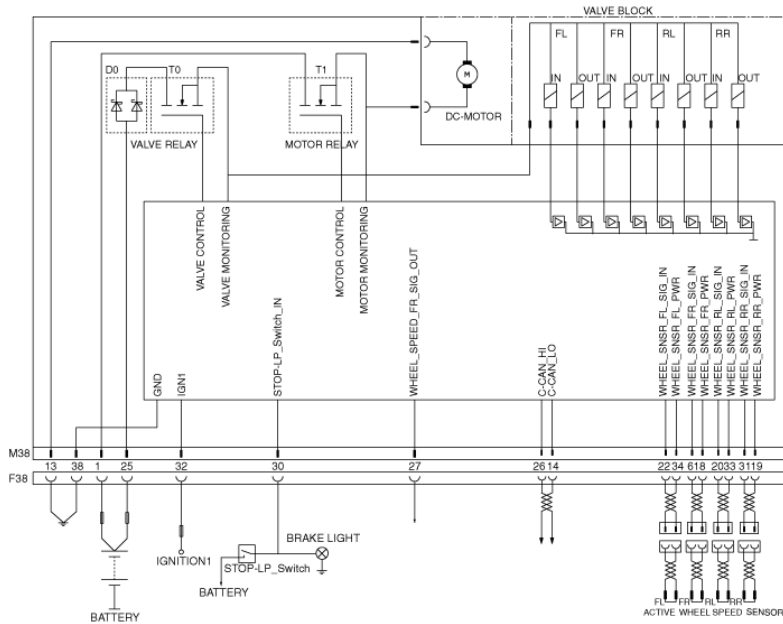 VALVE BLOCK
FL FR RL RR
D0 T0 T1
IN OUT IN OUT IN OUT IN OUT
M
DC-MOTOR
VALVE RELAY MOTOR RELAY
VALVE CONTROL
VALVE MONITORING
MOTOR CONTROL
MOTOR MONITORING
GND
IGN1
STOP-LP_Switch_IN
WHEEL_SPEED_FR_SIG_OUT
C-CAN_HI
C-CAN_LO
WHEEL_SNSR_FL_SIG_IN
WHEEL_SNSR_FL_PWR
WHEEL_SNSR_FR_SIG_IN
WHEEL_SNSR_FR_PWR
WHEEL_SNSR_RL_SIG_IN
WHEEL_SNSR_RL_PWR
WHEEL_SNSR_RR_SIG_IN
WHEEL_SNSR_RR_PWR
M38
13 38 1 25 32 30 27 26 14 22 34 6 18 20 33 31 19
F38
BRAKE LIGHT
IGNITION1
STOP-LP_Switch
BATTERY
BATTERY
FL FR RL RR
ACTIVE WHEEL SPEED SENSOR